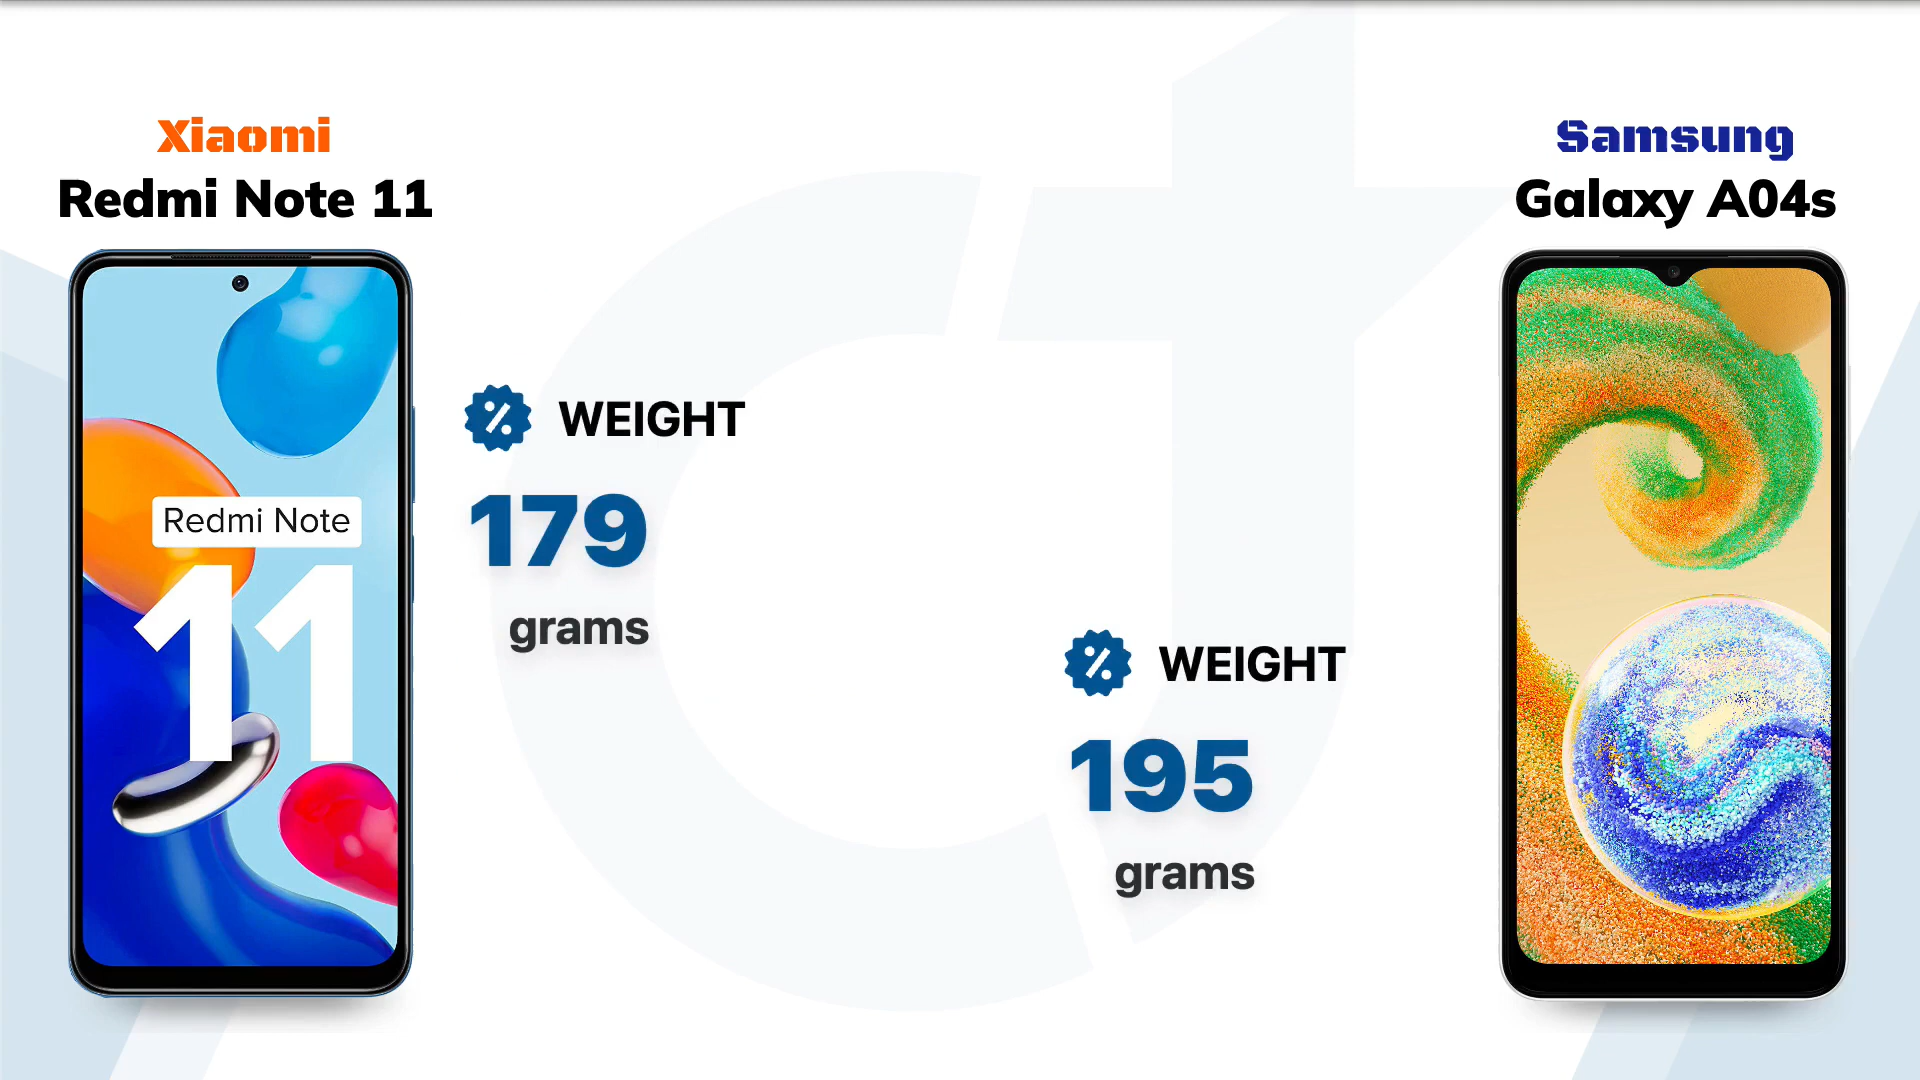 Xiaomi
Redmi Note 11
Redmi Note
11
WEIGHT
179
grams
Samsung
Galaxy A04s
WEIGHT
195
grams